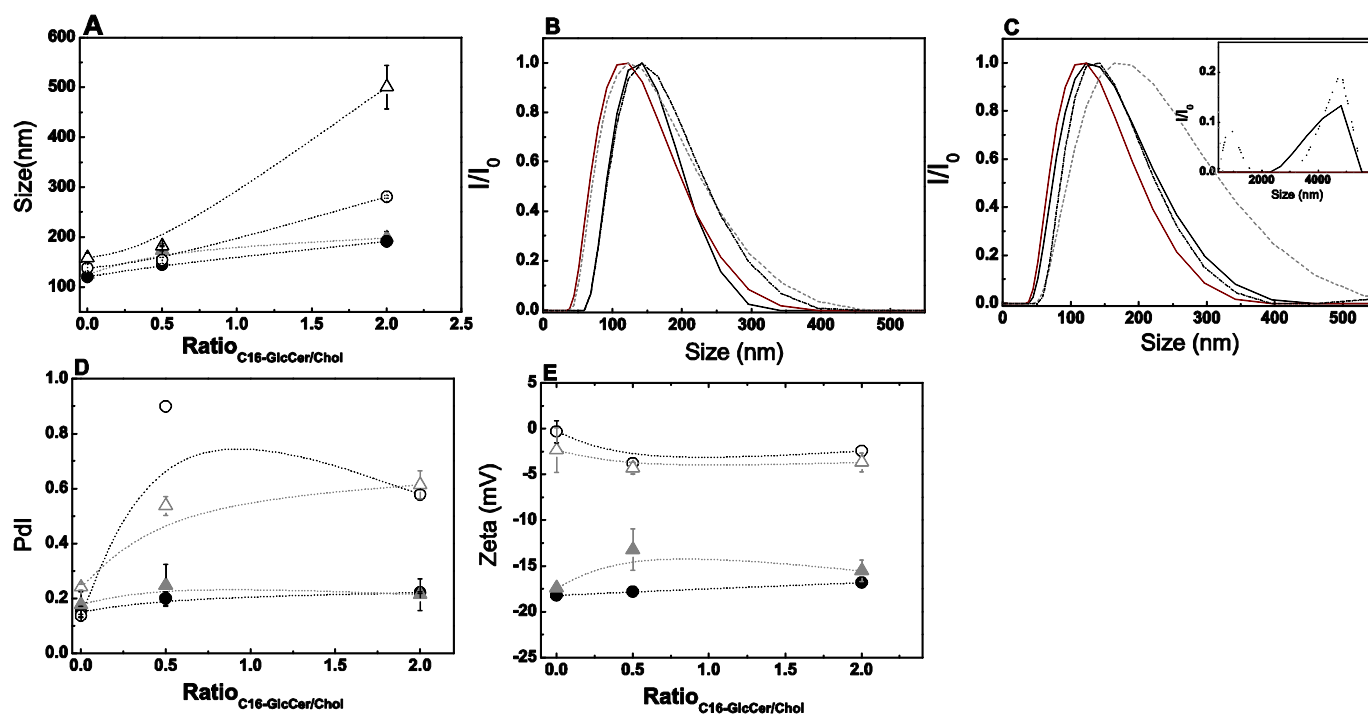 A
600
500
400
300
200
100
Size(nm)
0.0 0.5 1.0 1.5 2.0 2.5
Ratio C16-GlcCer/Chol
B
1.0
0.8
0.6
0.4
0.2
0.0
I/I0
0 100 200 300 400 500
Size (nm)
C
1.0
0.8
0.6
0.4
0.2
0.0
I/I0
0 100 200 300 400 500
Size (nm)
0.2
0.1
0.0
I/I0
2000 4000
Size (nm)
D
1.0
0.8
0.6
0.4
0.2
0.0
PdI
0.0 0.5 1.0 1.5 2.0
Ratio C16-GlcCer/Chol
E
5
0
-5
-10
-15
-20
-25
Zeta (mV)
0.0 0.5 1.0 1.5 2.0
Ratio C16-GlcCer/Chol